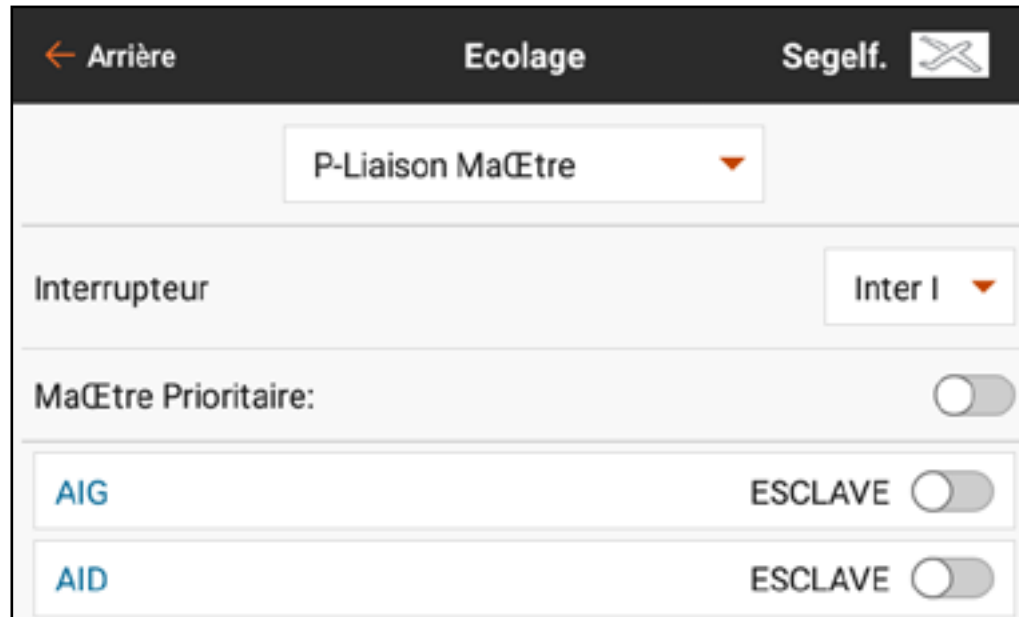 ← Arrière Ecolage Segelf.
P-Liaison MaŒtre
Interrupteur Inter I
MaŒtre Prioritaire:
AIG ESCLAVE
AID ESCLAVE